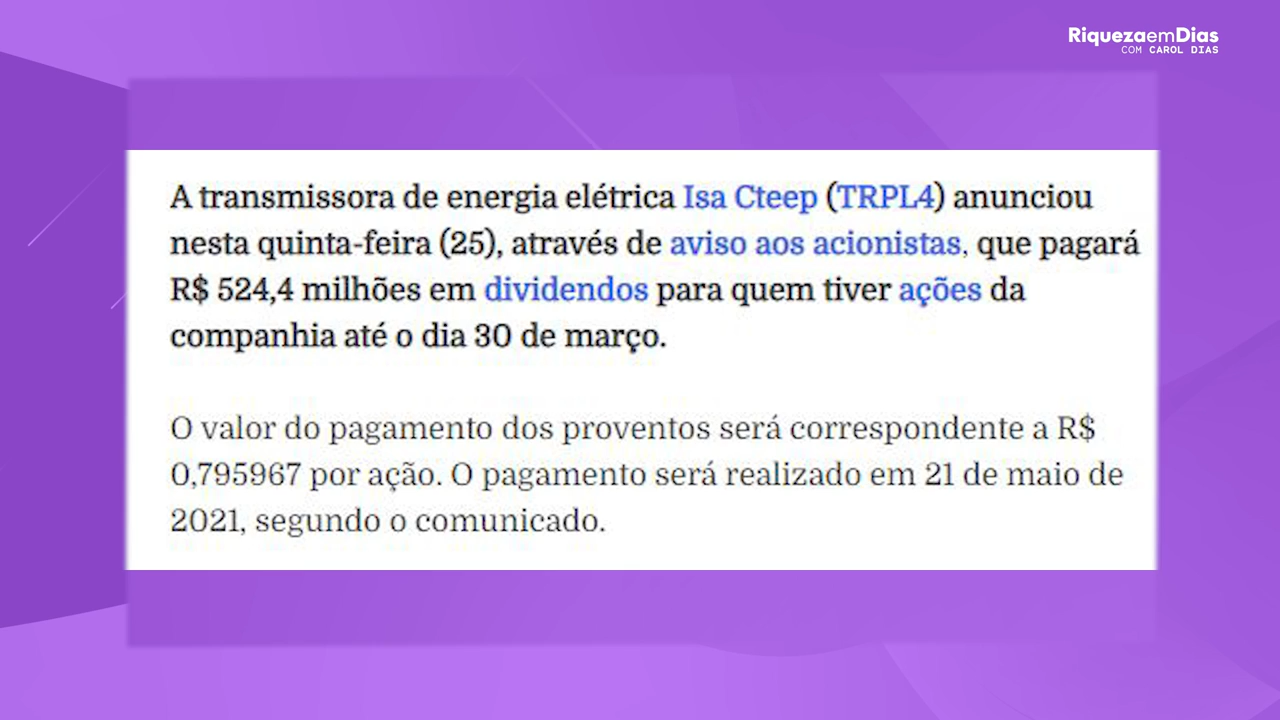 RiquezaemDias
COM CAROL DIAS
A transmissora de energia elétrica Isa Cteep (TRPL4) anunciou
nesta quinta-feira (25), através de aviso aos acionistas, que pagará
R$ 524,4 milhões em dividendos para quem tiver ações da
companhia até o dia 30 de março.
O valor do pagamento dos proventos será correspondente a R$
0,795967 por ação. O pagamento será realizado em 21 de maio de
2021, segundo o comunicado.